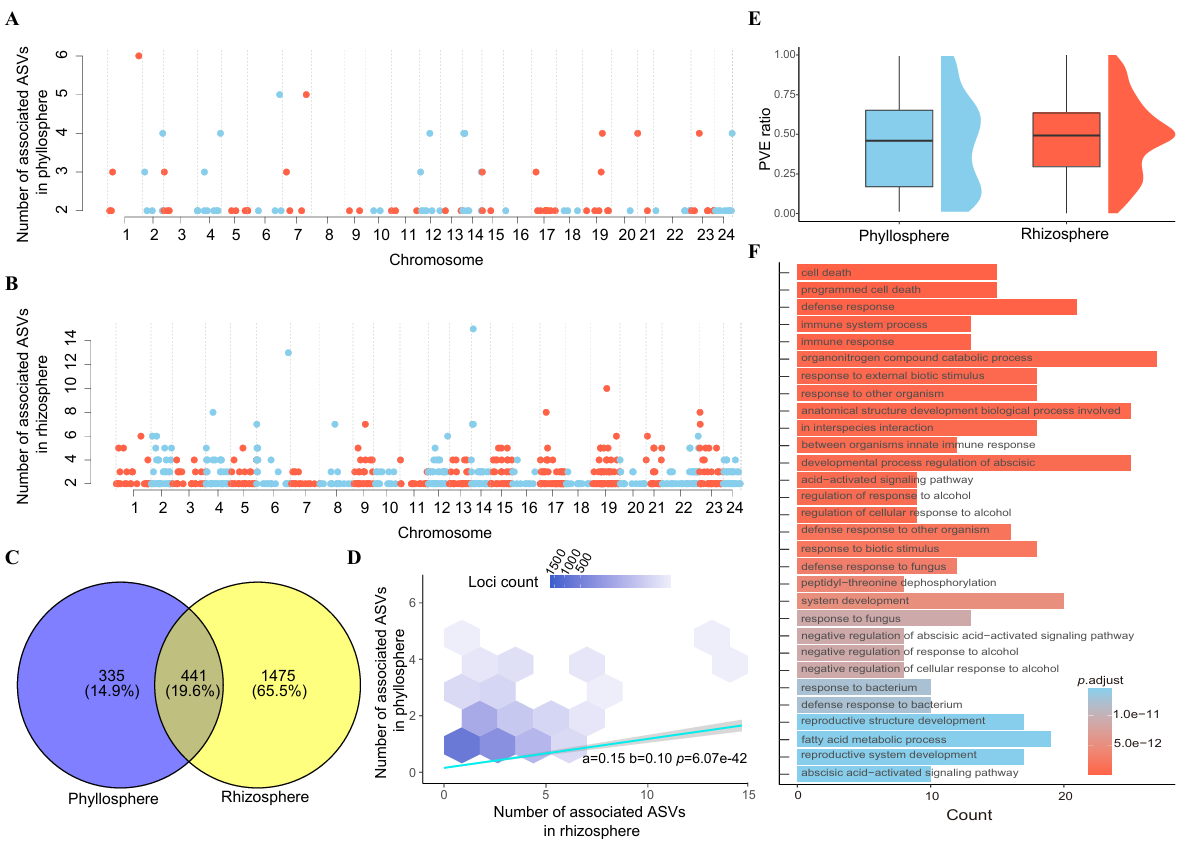 A
Number of associated ASVs
in phyllosphere
6
5
4
3
2
1 2 3 4 5 6 7 8 9 10 11 12 13 14 15 16 17 18 19 20 21 22 23 24
Chromosome
B
Number of associated ASVs
in rhizosphere
14
12
10
8
6
4
2
1 2 3 4 5 6 7 8 9 10 11 12 13 14 15 16 17 18 19 20 21 22 23 24
Chromosome
C
335
(14.9%)
441
(19.6%)
1475
(65.5%)
Phyllosphere
Rhizosphere
D
Loci count
1500
1000
500
Number of associated ASVs
in phyllosphere
6
4
2
0
a=0.15 b=0.10 p=6.07e-42
0 5 10 15
Number of associated ASVs
in rhizosphere
E
PVE ratio
1.00
0.75
0.50
0.25
0.00
Phyllosphere
Rhizosphere
F
cell death
programmed cell death
defense response
immune system process
immune response
organonitrogen compound catabolic process
response to external biotic stimulus
response to other organism
anatomical structure development biological process involved
in interspecies interaction
between organisms innate immune response
developmental process regulation of abscisic
acid−activated signaling pathway
regulation of response to alcohol
regulation of cellular response to alcohol
defense response to other organism
response to biotic stimulus
defense response to fungus
peptidyl−threonine dephosphorylation
system development
response to fungus
negative regulation of abscisic acid−activated signaling pathway
negative regulation of response to alcohol
negative regulation of cellular response to alcohol
response to bacterium
defense response to bacterium
reproductive structure development
fatty acid metabolic process
reproductive system development
abscisic acid−activated signaling pathway
p.adjust
1.0e−11
5.0e−12
0 10 20
Count